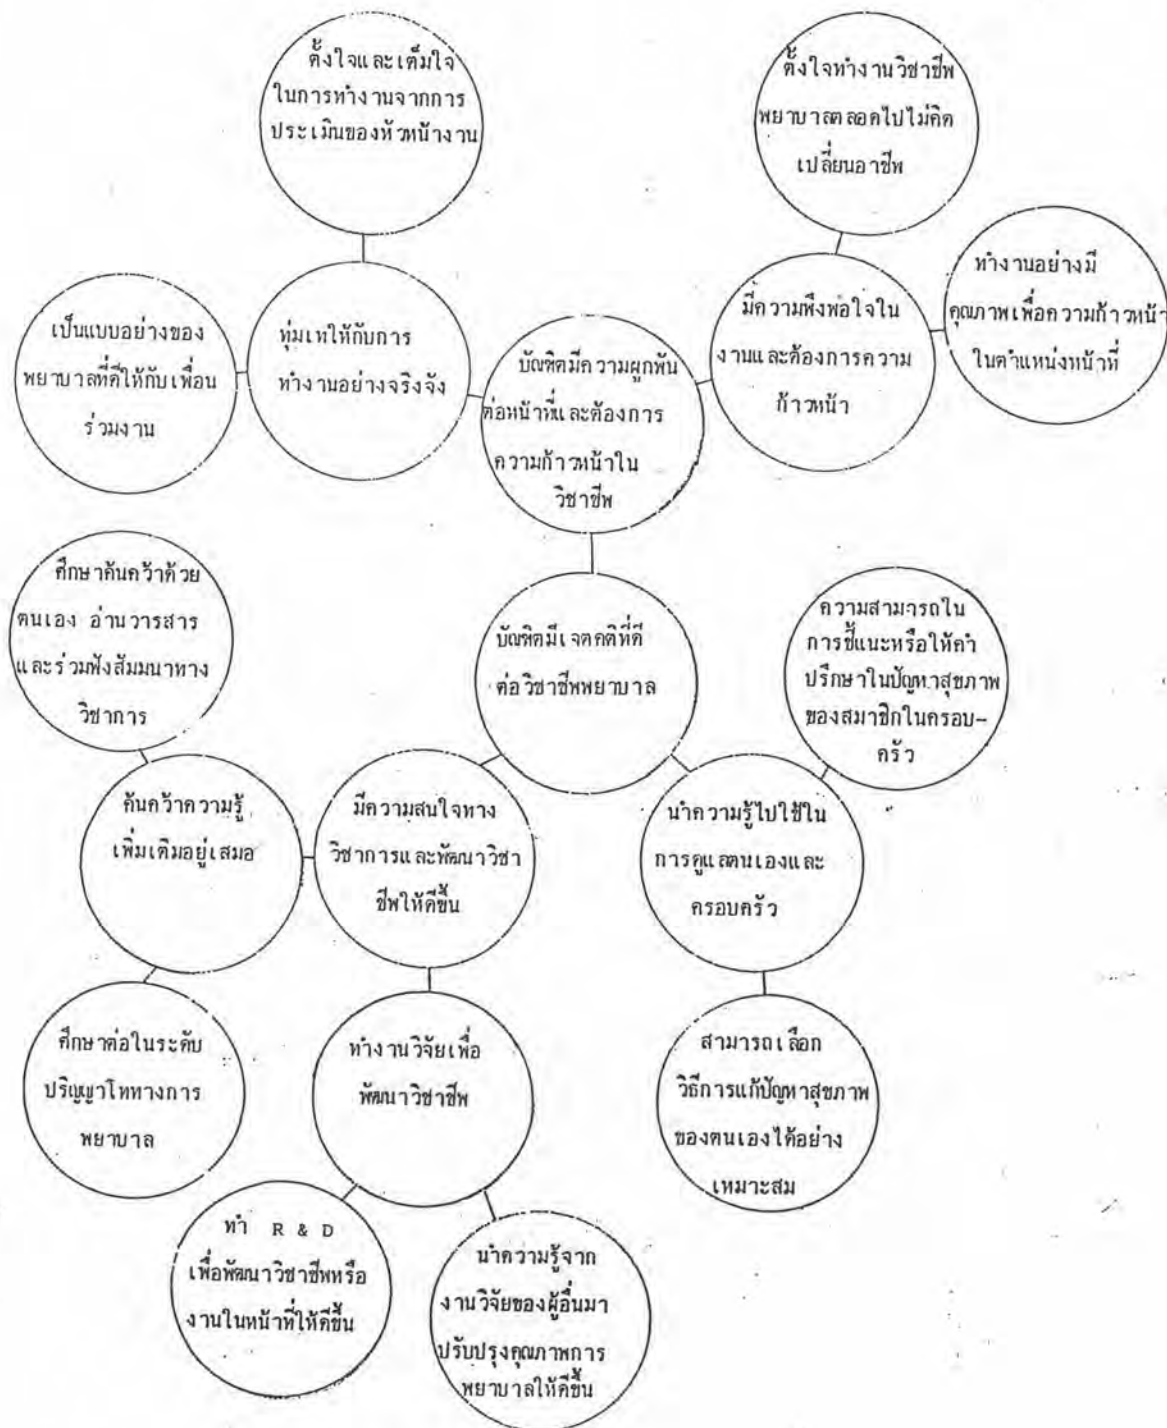 ตั้งใจและเต็มใจ
ในการทำงานจากการ
ประเมินของหัวหน้างาน
ตั้งใจทำงานวิชาชีพ
พยาบาลตลอดไปไม่คิด
เปลี่ยนอาชีพ
ทำงานอย่างมี
คุณภาพเพื่อความก้าวหน้า
ในตำแหน่งหน้าที่
เป็นแบบอย่างของ
พยาบาลที่ดีให้กับเพื่อน
ร่วมงาน
ทุ่มเทให้กับการ
ทำงานอย่างจริงจัง
บัณฑิตมีความผูกพัน
ต่อหน้าที่และต้องการ
ความก้าวหน้าใน
วิชาชีพ
มีความพึงพอใจใน
งานและต้องการความ
ก้าวหน้า
ศึกษาค้นคว้าด้วย
ตนเอง อ่านวารสาร
และร่วมฟังสัมมนาทาง
วิชาการ
บัณฑิตมีเจตคติที่ดี
ต่อวิชาชีพพยาบาล
ความสามารถใน
การชี้แนะหรือให้คำ
ปรึกษาในปัญหาสุขภาพ
ของสมาชิกในครอบ-
ครัว
ค้นคว้าความรู้
เพิ่มเติมอยู่เสมอ
มีความสนใจทาง
วิชาการและพัฒนาวิชา
ชีพให้ดีขึ้น
นำความรู้ไปใช้ใน
การดูแลตนเองและ
ครอบครัว
ศึกษาต่อในระดับ
ปริญญาโททางการ
พยาบาล
ทำงานวิจัยเพื่อ
พัฒนาวิชาชีพ
สามารถเลือก
วิธีการแก้ปัญหาสุขภาพ
ของตนเองได้อย่าง
เหมาะสม
ทำ R & D
เพื่อพัฒนาวิชาชีพหรือ
งานในหน้าที่ให้ดีขึ้น
นำความรู้จาก
งานวิจัยของผู้อื่นมา
ปรับปรุงคุณภาพการ
พยาบาลให้ดีขึ้น